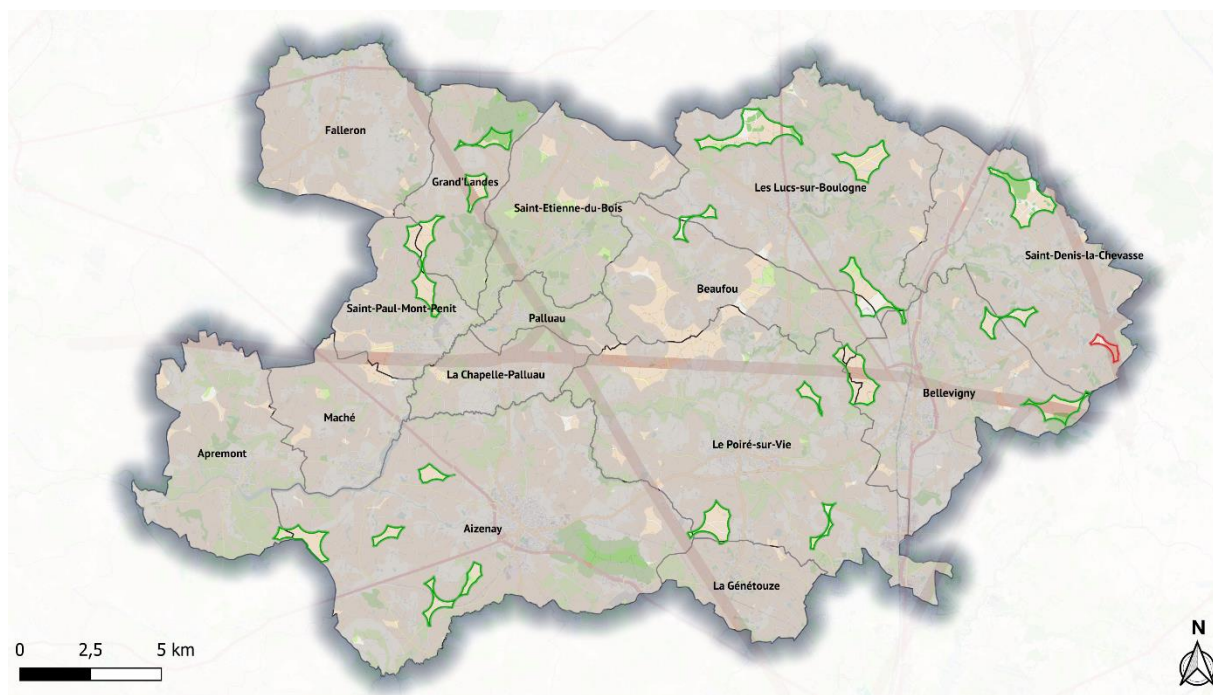 Falleron
Grand'Landes
Les Lucs-sur-Boulogne
Saint-Etienne-du-Bois
Saint-Denis-la-Chevasse
Beaufou
Saint-Paul-Mont-Penit
Palluau
La Chapelle-Palluau
Bellevigny
Maché
Le Poiré-sur-Vie
Apremont
Aizenay
La Génétouze
N
0 2,5 5 km